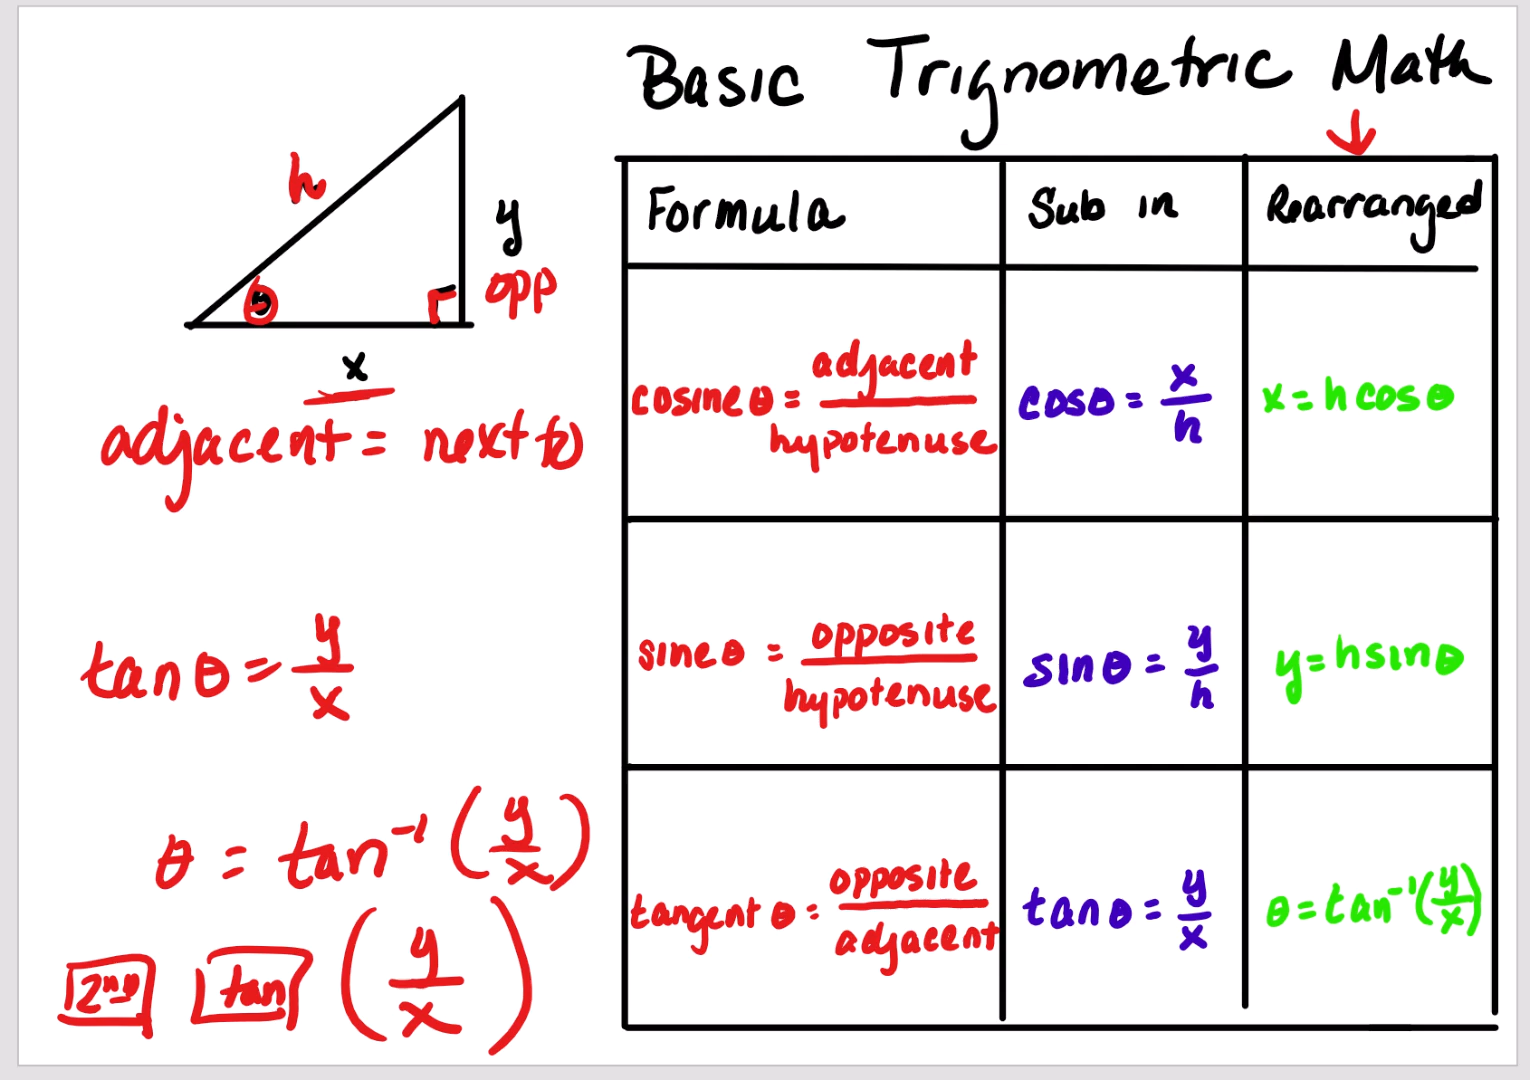 Basic Trignometric Math
h
y
opp
θ
x
adjacent = next to
tan θ = y/x
θ = tan⁻¹ (y/x)
2ND tan (y/x)
Formula Sub in Rearranged
cosine θ = adjacent/hypotenuse cos θ = x/h x = h cos θ
sine θ = opposite/hypotenuse sin θ = y/h y = h sin θ
tangent θ = opposite/adjacent tan θ = y/x θ = tan⁻¹(y/x)